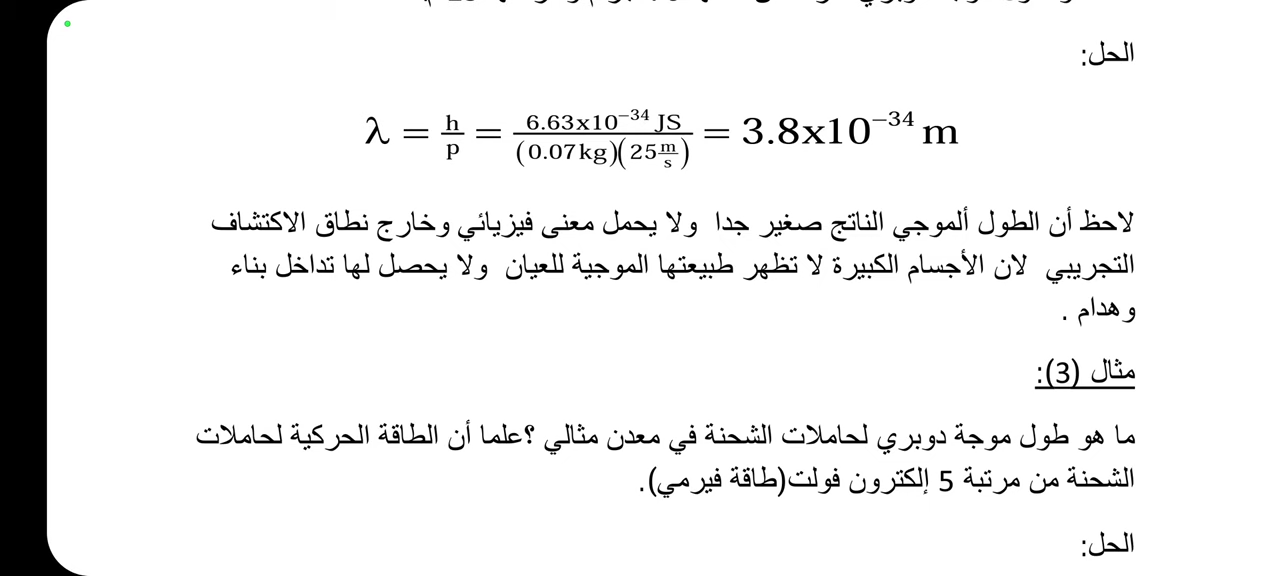 الحل:
λ = h/p = 6.63x10⁻³⁴ JS / (0.07kg)(25 m/s) = 3.8x10⁻³⁴ m
لاحظ أن الطول ألموجي الناتج صغير جدا ولا يحمل معنى فيزيائي وخارج نطاق الاكتشاف
التجريبي لان الأجسام الكبيرة لا تظهر طبيعتها الموجية للعيان ولا يحصل لها تداخل بناء
وهدام .
مثال (3):
ما هو طول موجة دوبري لحاملات الشحنة في معدن مثالي ؟علما أن الطاقة الحركية لحاملات
الشحنة من مرتبة 5 إلكترون فولت(طاقة فيرمي).
الحل: